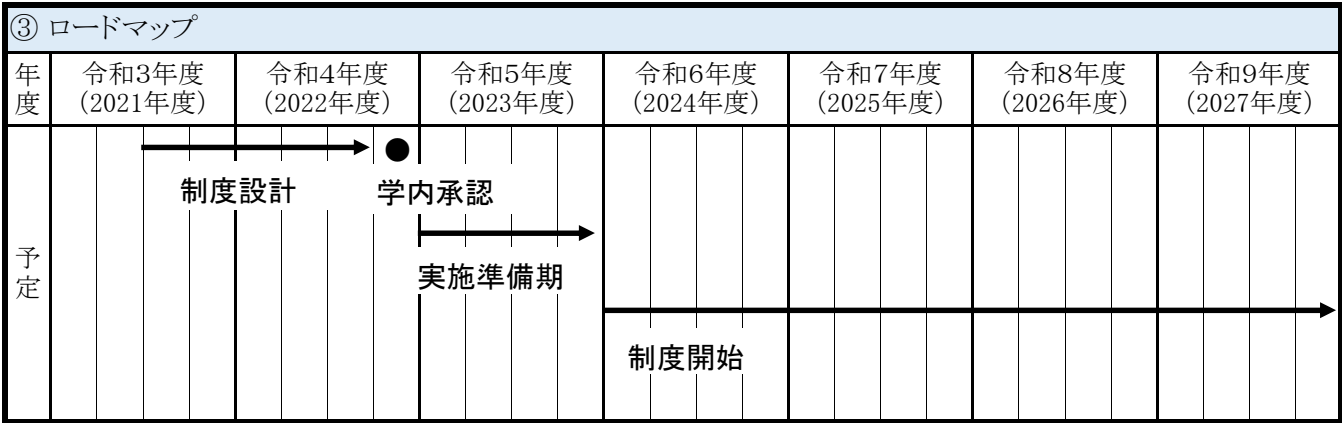 ③ ロードマップ
年度
令和3年度
(2021年度)
令和4年度
(2022年度)
令和5年度
(2023年度)
令和6年度
(2024年度)
令和7年度
(2025年度)
令和8年度
(2026年度)
令和9年度
(2027年度)
予定
制度設計
学内承認
実施準備期
制度開始